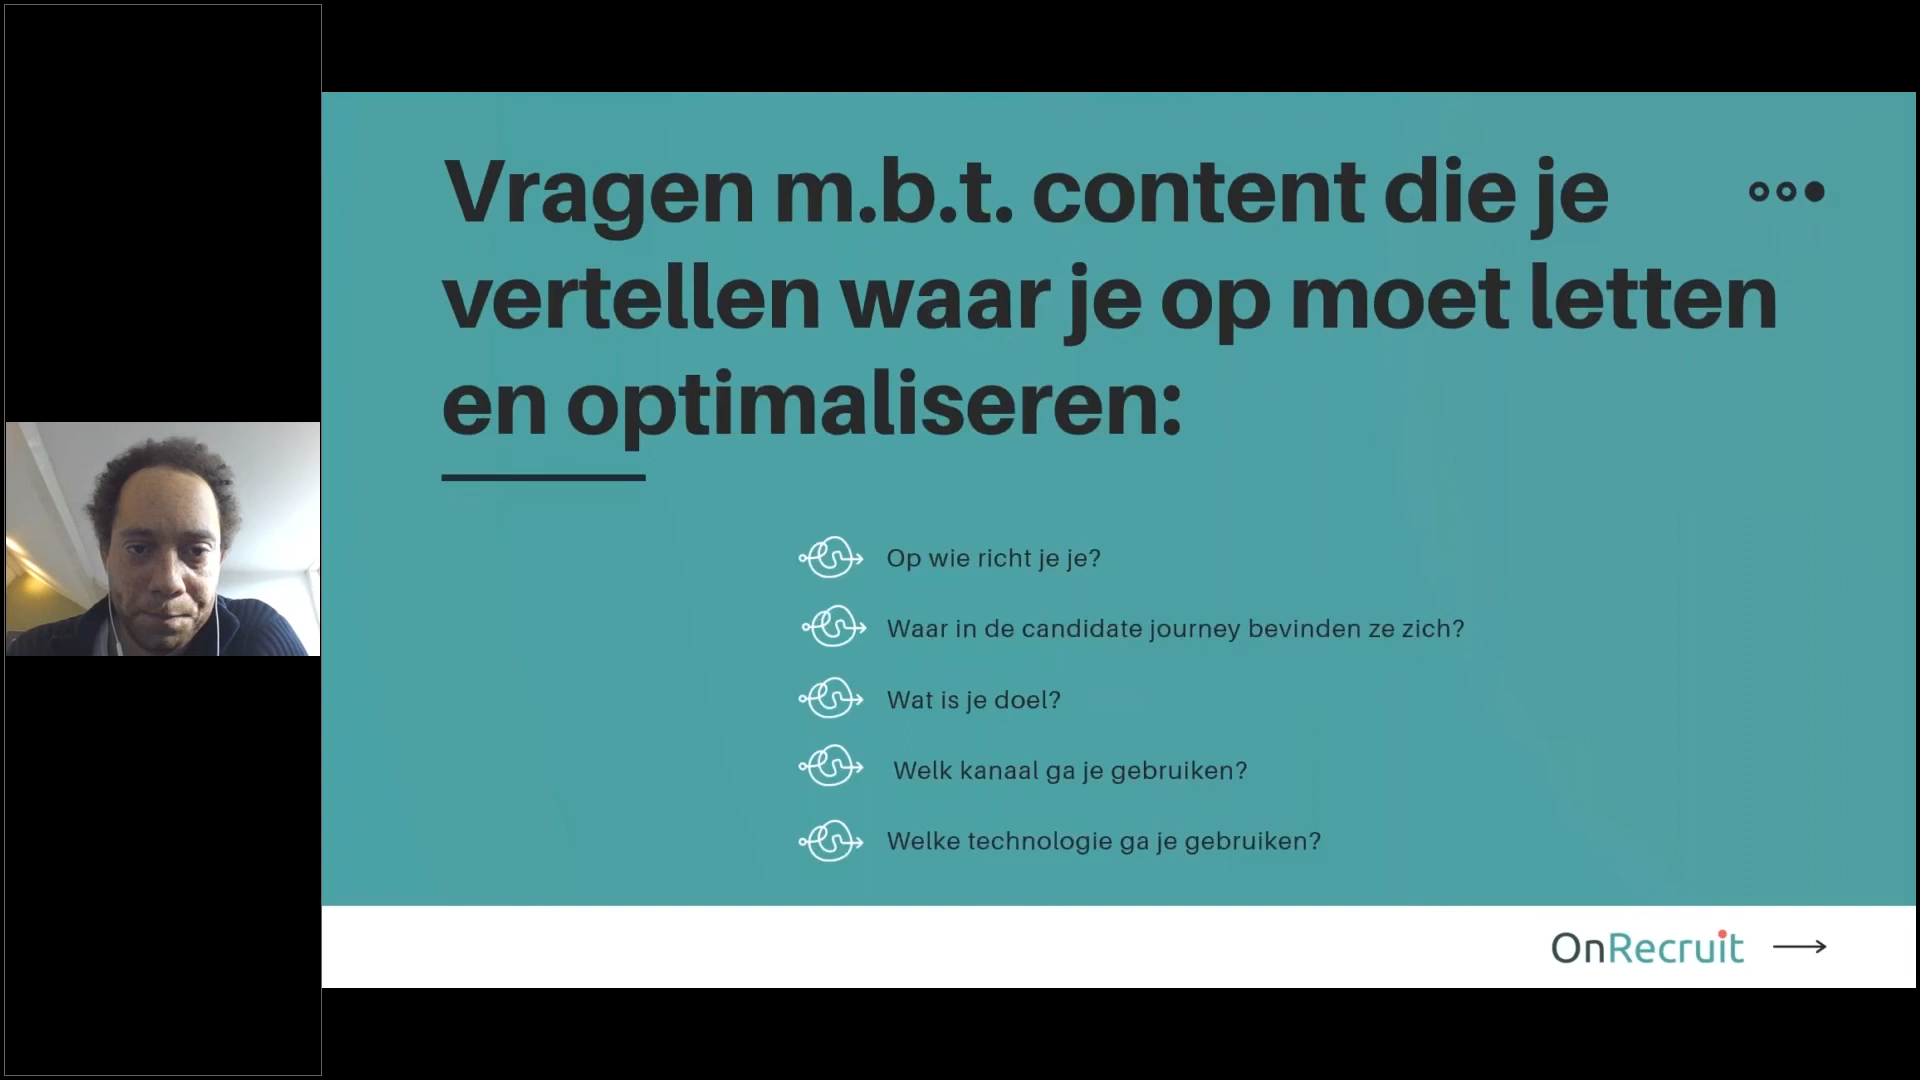 Vragen m.b.t. content die je
vertellen waar je op moet letten
en optimaliseren:
Op wie richt je je?
Waar in de candidate journey bevinden ze zich?
Wat is je doel?
Welk kanaal ga je gebruiken?
Welke technologie ga je gebruiken?
OnRecruit